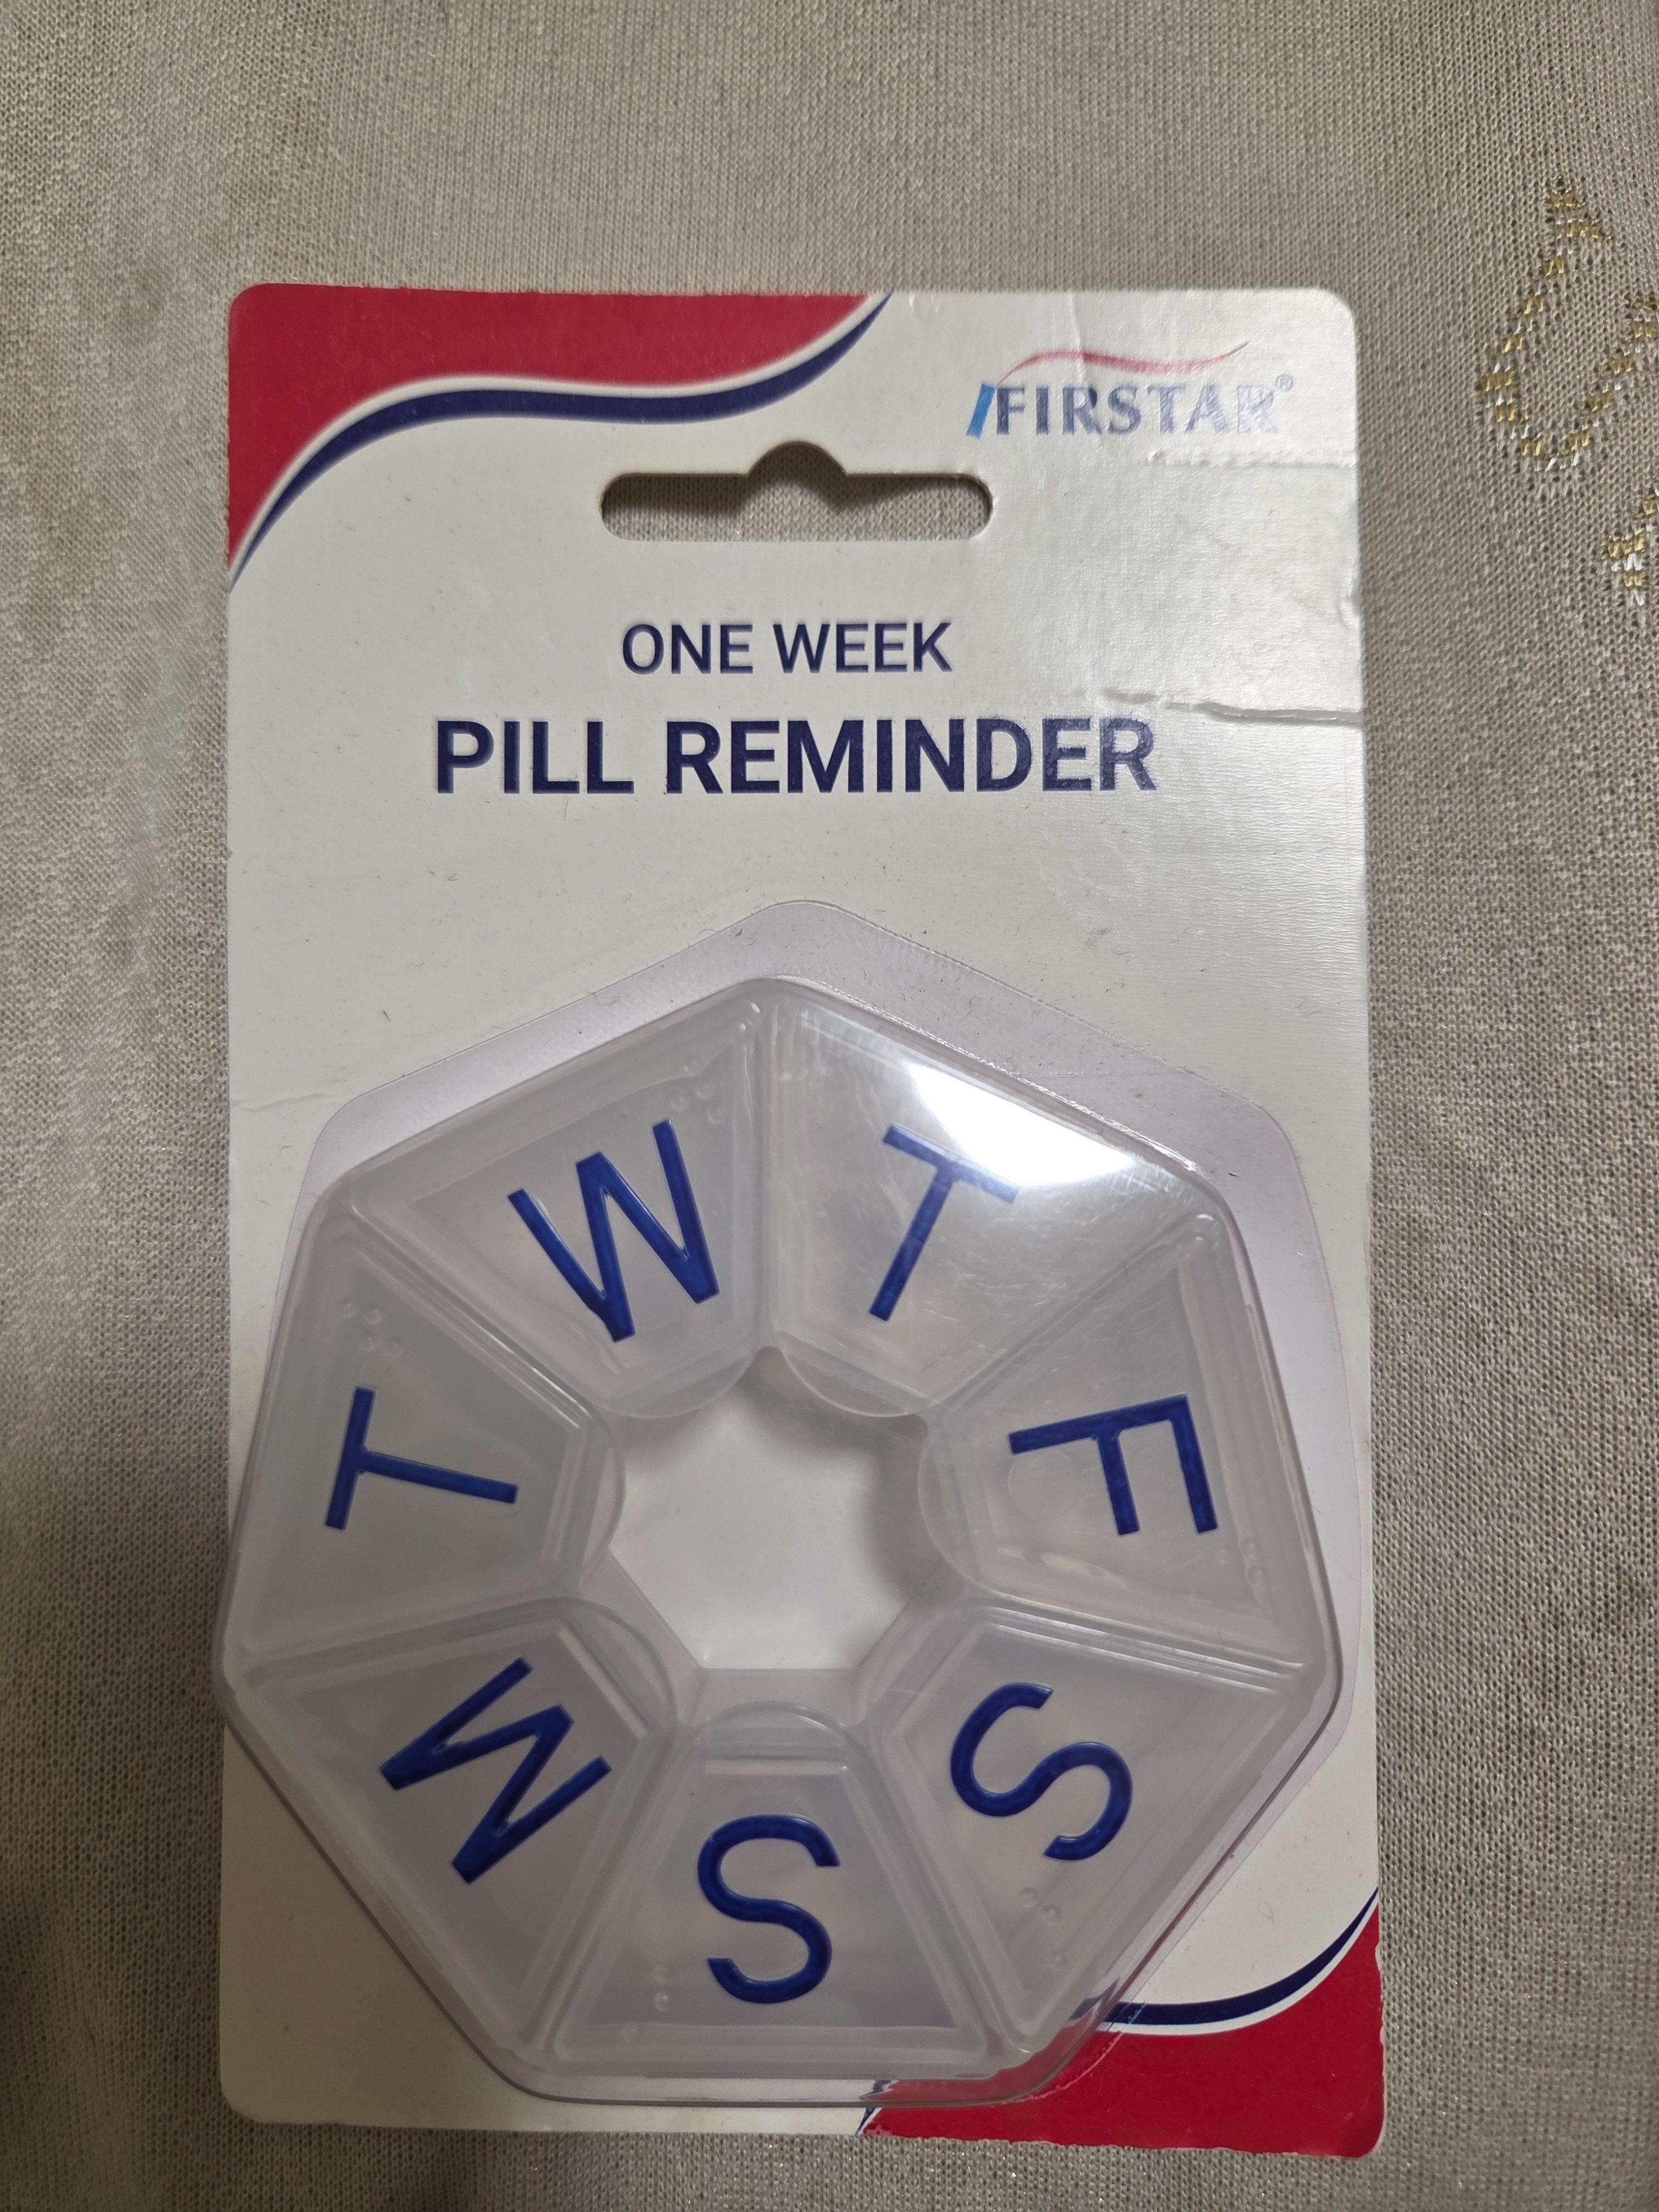 FIRSTAR®
ONE WEEK
PILL REMINDER
S
M
T
W
T
F
S